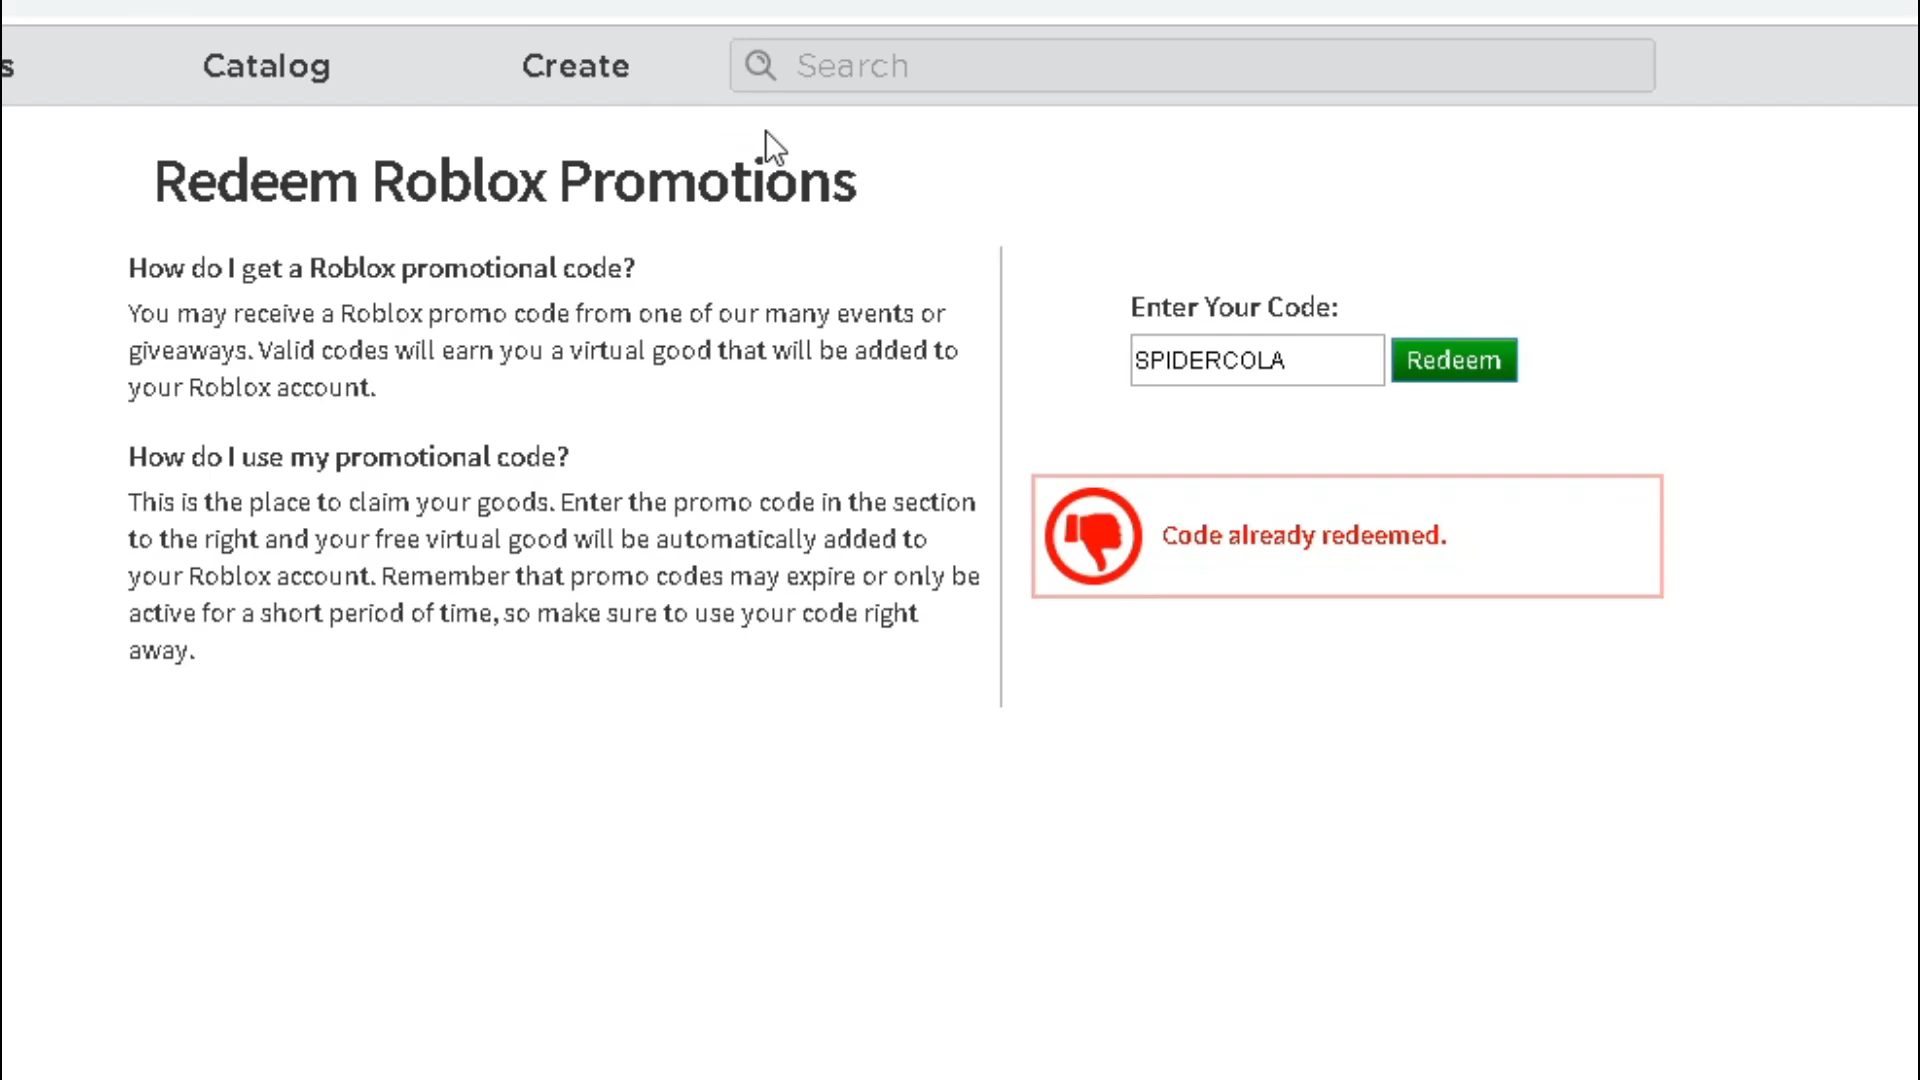 s Catalog Create Search
Redeem Roblox Promotions
How do I get a Roblox promotional code?
You may receive a Roblox promo code from one of our many events or
giveaways. Valid codes will earn you a virtual good that will be added to
your Roblox account.
How do I use my promotional code?
This is the place to claim your goods. Enter the promo code in the section
to the right and your free virtual good will be automatically added to
your Roblox account. Remember that promo codes may expire or only be
active for a short period of time, so make sure to use your code right
away.
Enter Your Code:
SPIDERCOLA Redeem
Code already redeemed.